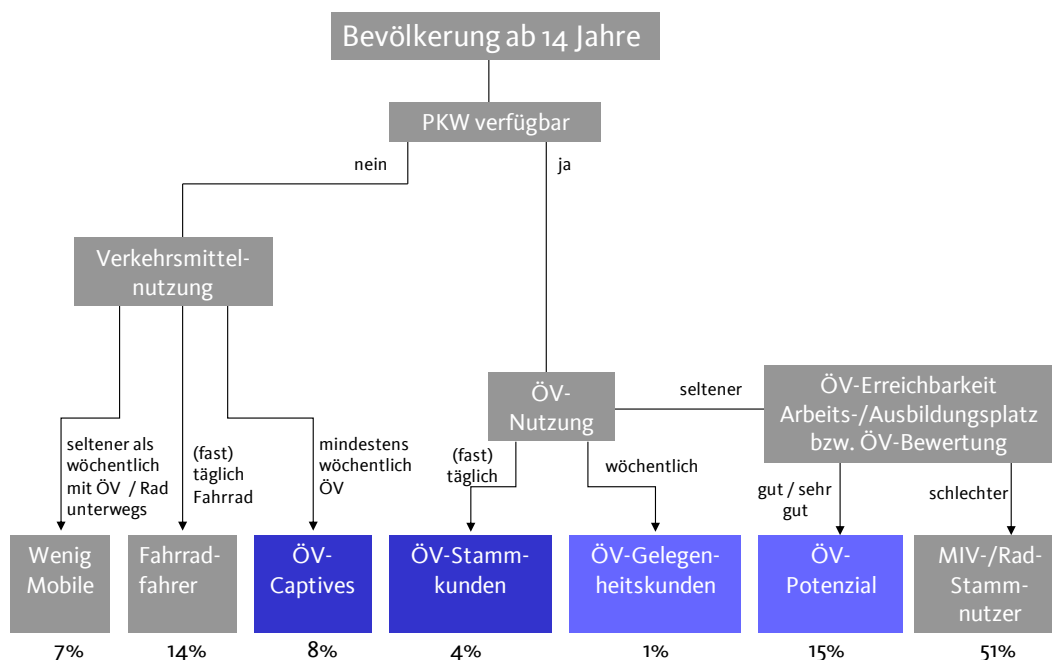 Bevölkerung ab 14 Jahre
PKW verfügbar
nein
ja
Verkehrsmittel-
nutzung
ÖV-
Nutzung
seltener
ÖV-Erreichbarkeit
Arbeits-/Ausbildungsplatz
bzw. ÖV-Bewertung
seltener als
wöchentlich
mit ÖV / Rad
unterwegs
(fast)
täglich
Fahrrad
mindestens
wöchentlich
ÖV
(fast)
täglich
wöchentlich
gut / sehr
gut
schlechter
Wenig
Mobile
Fahrrad-
fahrer
ÖV-
Captives
ÖV-Stamm-
kunden
ÖV-Gelegen-
heitskunden
ÖV-
Potenzial
MIV-/Rad-
Stamm-
nutzer
7%
14%
8%
4%
1%
15%
51%